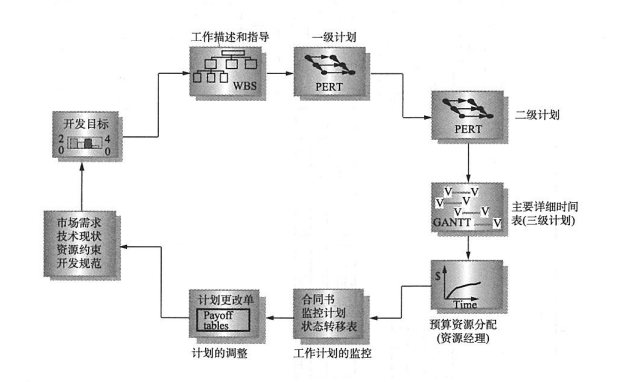 工作描述和指导
WBS
一级计划
PERT
二级计划
PERT
主要详细时间
表(三级计划)
V V
V V
V V
GANTT V
$
Time
预算资源分配
(资源经理)
合同书
监控计划
状态转移表
工作计划的监控
计划更改单
Payoff
tables
计划的调整
市场需求
技术现状
资源约束
开发规范
开发目标
2 4
0 0